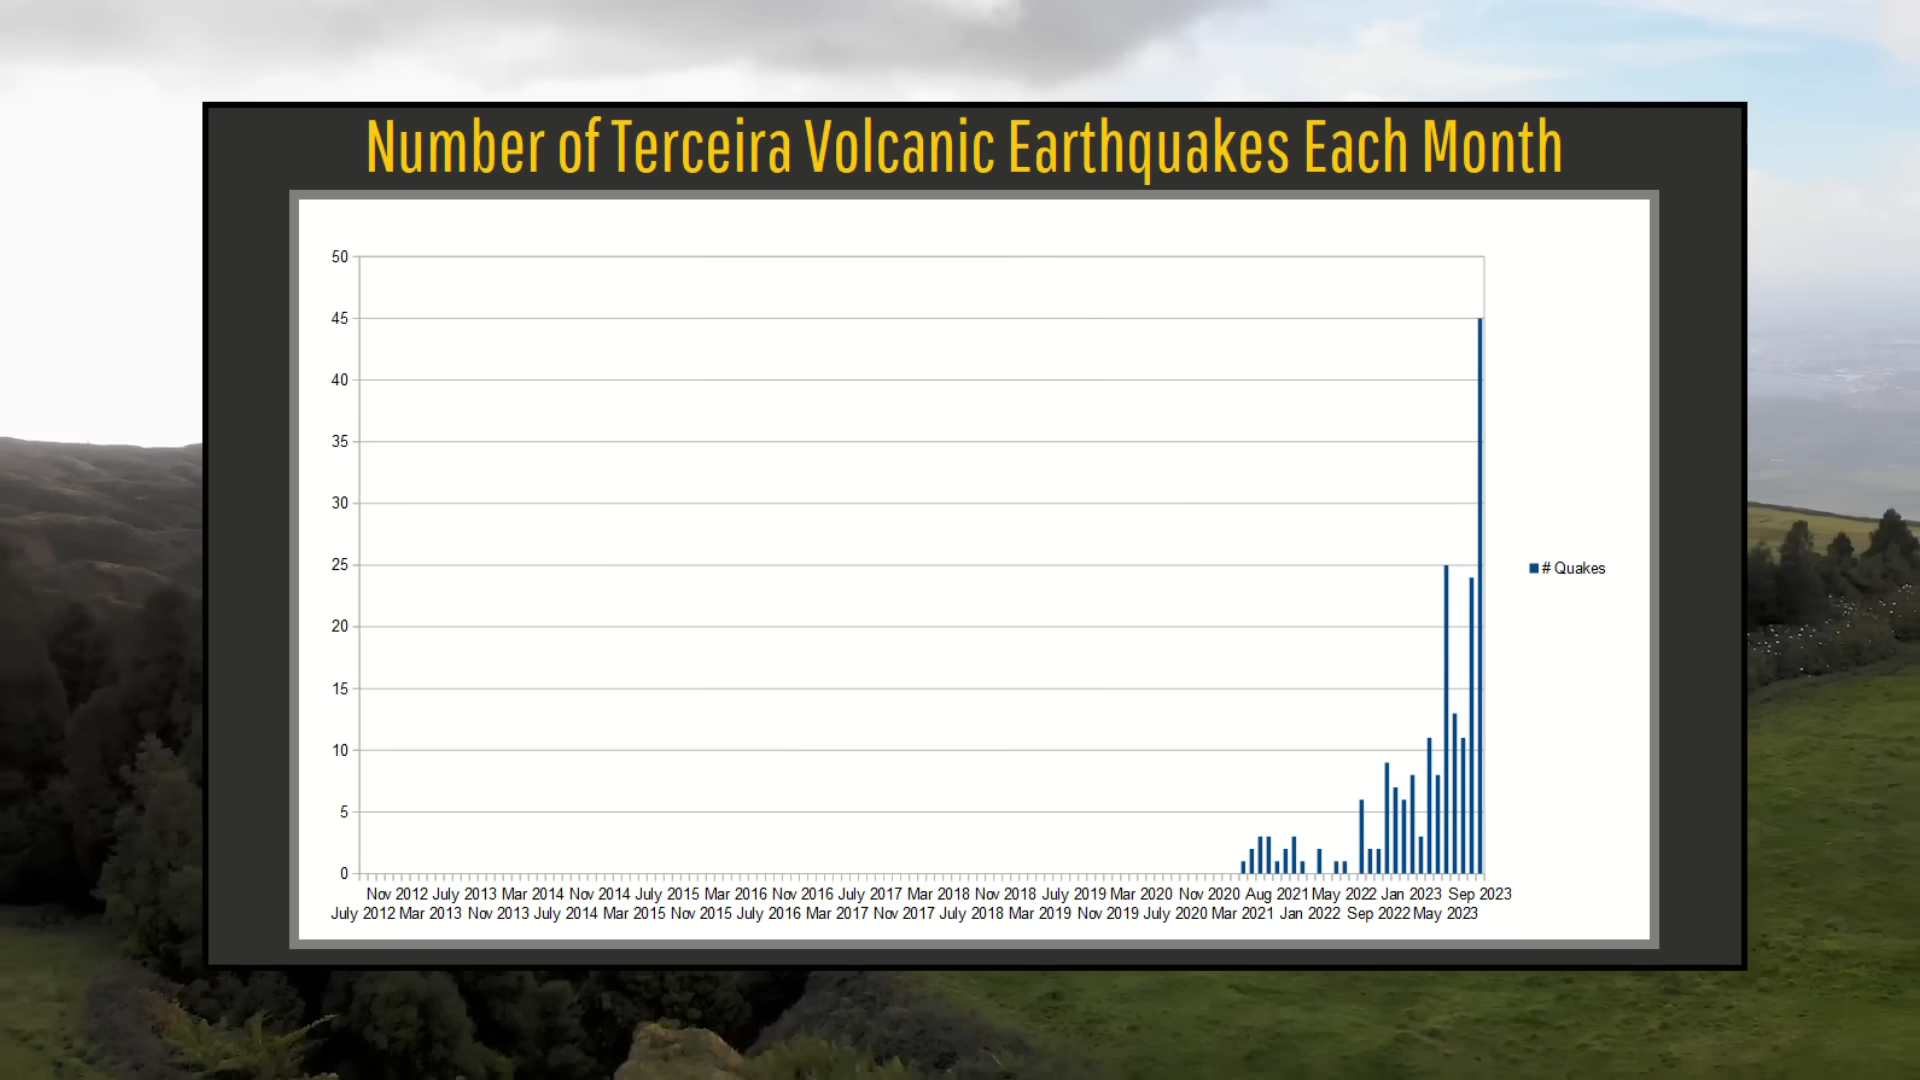 Number of Terceira Volcanic Earthquakes Each Month
50
45
40
35
30
25
20
15
10
5
0
# Quakes
Nov 2012 July 2013 Mar 2014 Nov 2014 July 2015 Mar 2016 Nov 2016 July 2017 Mar 2018 Nov 2018 July 2019 Mar 2020 Nov 2020 Aug 2021 May 2022 Jan 2023 Sep 2023
July 2012 Mar 2013 Nov 2013 July 2014 Mar 2015 Nov 2015 July 2016 Mar 2017 Nov 2017 July 2018 Mar 2019 Nov 2019 July 2020 Mar 2021 Jan 2022 Sep 2022 May 2023